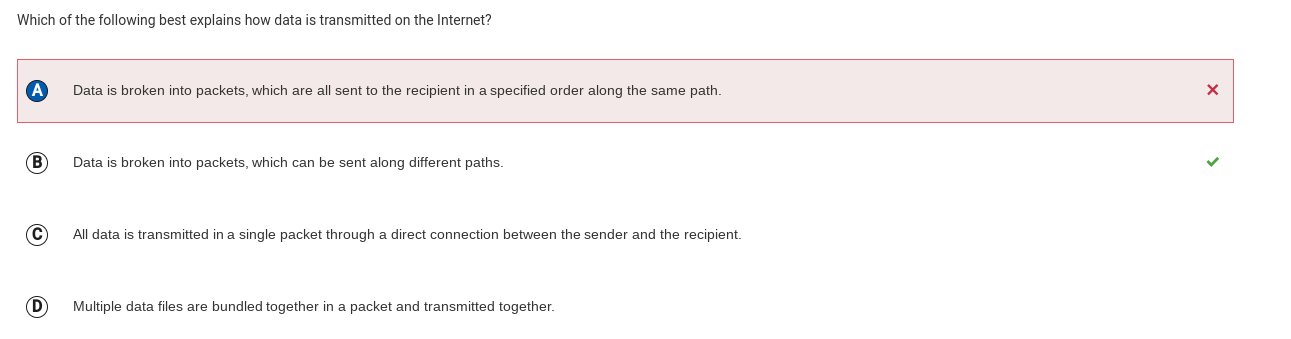 Which of the following best explains how data is transmitted on the Internet?
A Data is broken into packets, which are all sent to the recipient in a specified order along the same path.
B Data is broken into packets, which can be sent along different paths.
C All data is transmitted in a single packet through a direct connection between the sender and the recipient.
D Multiple data files are bundled together in a packet and transmitted together.